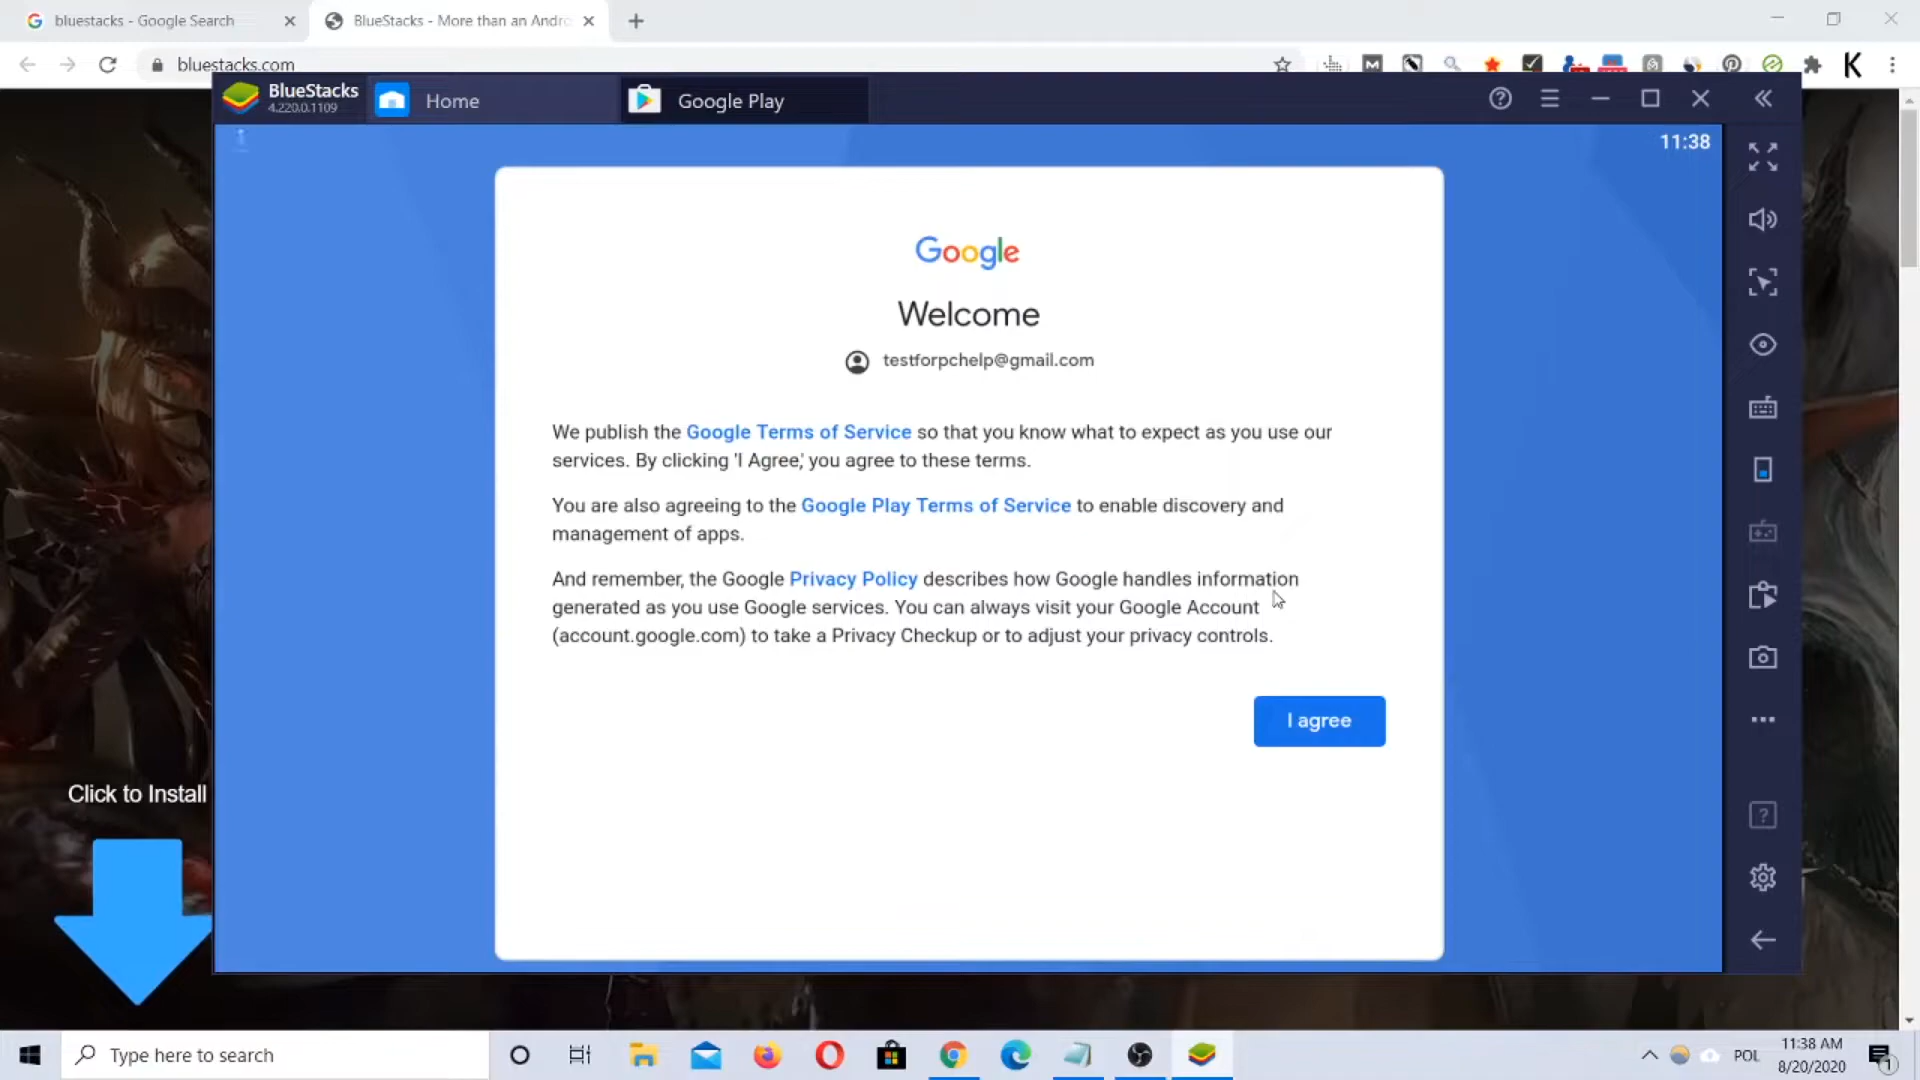 bluestacks - Google Search
BlueStacks - More than an Andro
bluestacks.com
BlueStacks
4.220.0.1109
Home
Google Play
11:38
Google
Welcome
testforpchelp@gmail.com
We publish the Google Terms of Service so that you know what to expect as you use our
services. By clicking 'I Agree,' you agree to these terms.
You are also agreeing to the Google Play Terms of Service to enable discovery and
management of apps.
And remember, the Google Privacy Policy describes how Google handles information
generated as you use Google services. You can always visit your Google Account
(account.google.com) to take a Privacy Checkup or to adjust your privacy controls.
I agree
Click to Install
Type here to search
POL
11:38 AM
8/20/2020
1